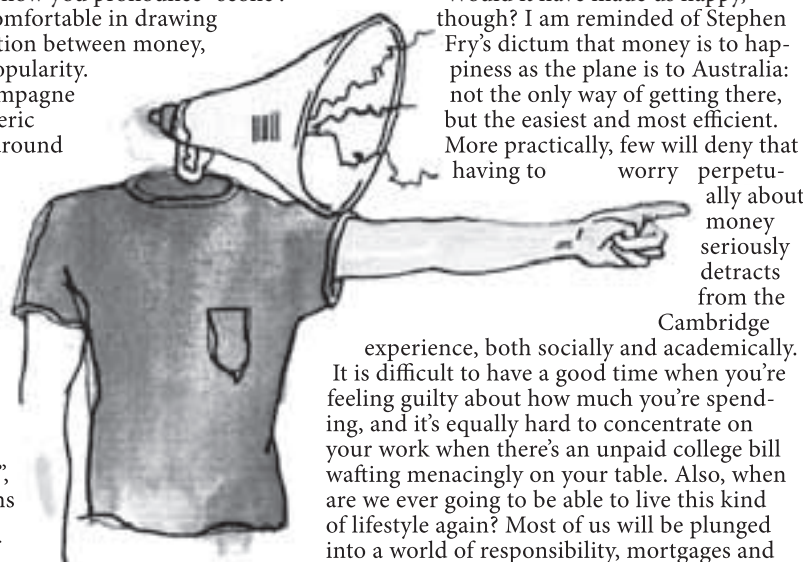 omfortable in drawing
tion between money,
opularity.
mpagne
eric
around
",
ns
Would it have made us happy,
though? I am reminded of Stephen
Fry's dictum that money is to hap-
piness as the plane is to Australia:
not the only way of getting there,
but the easiest and most efficient.
More practically, few will deny that
having to worry perpetu-
ally about
money
seriously
detracts
from the
Cambridge
experience, both socially and academically.
It is difficult to have a good time when you're
feeling guilty about how much you're spend-
ing, and it's equally hard to concentrate on
your work when there's an unpaid college bill
wafting menacingly on your table. Also, when
are we ever going to be able to live this kind
of lifestyle again? Most of us will be plunged
into a world of responsibility, mortgages and